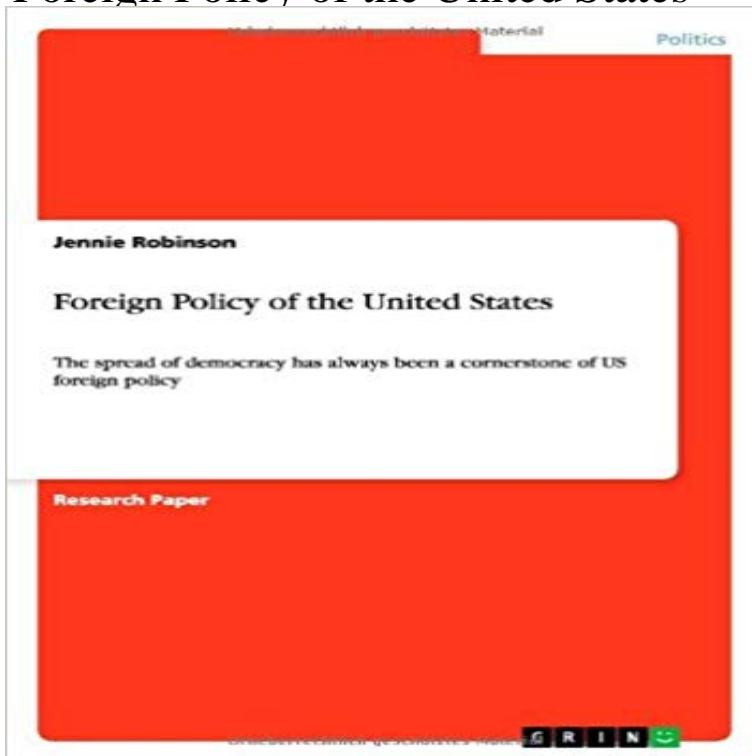 Foreign Policy of the United States
Material
Politics
Jennie Robinson
Foreign Policy of the United States
The spread of democracy has always been a cornerstone of US
foreign policy
Research Paper
G R I N